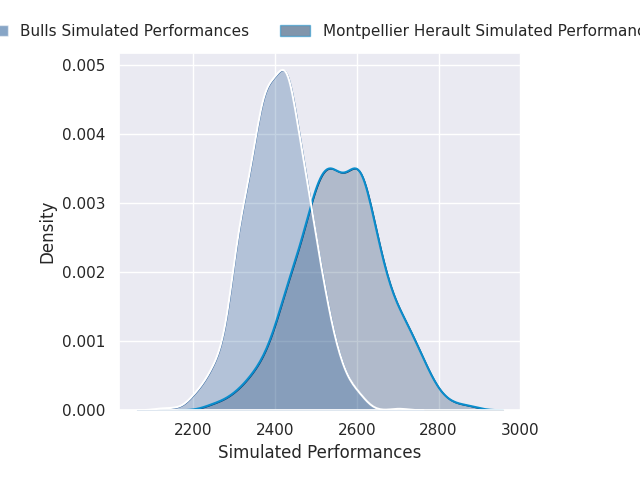 Bulls Simulated Performances
Montpellier Herault Simulated
0.005
0.004
0.003
0.002
0.001
0.000
Density
2200 2400 2600 2800 3000
Simulated Performances